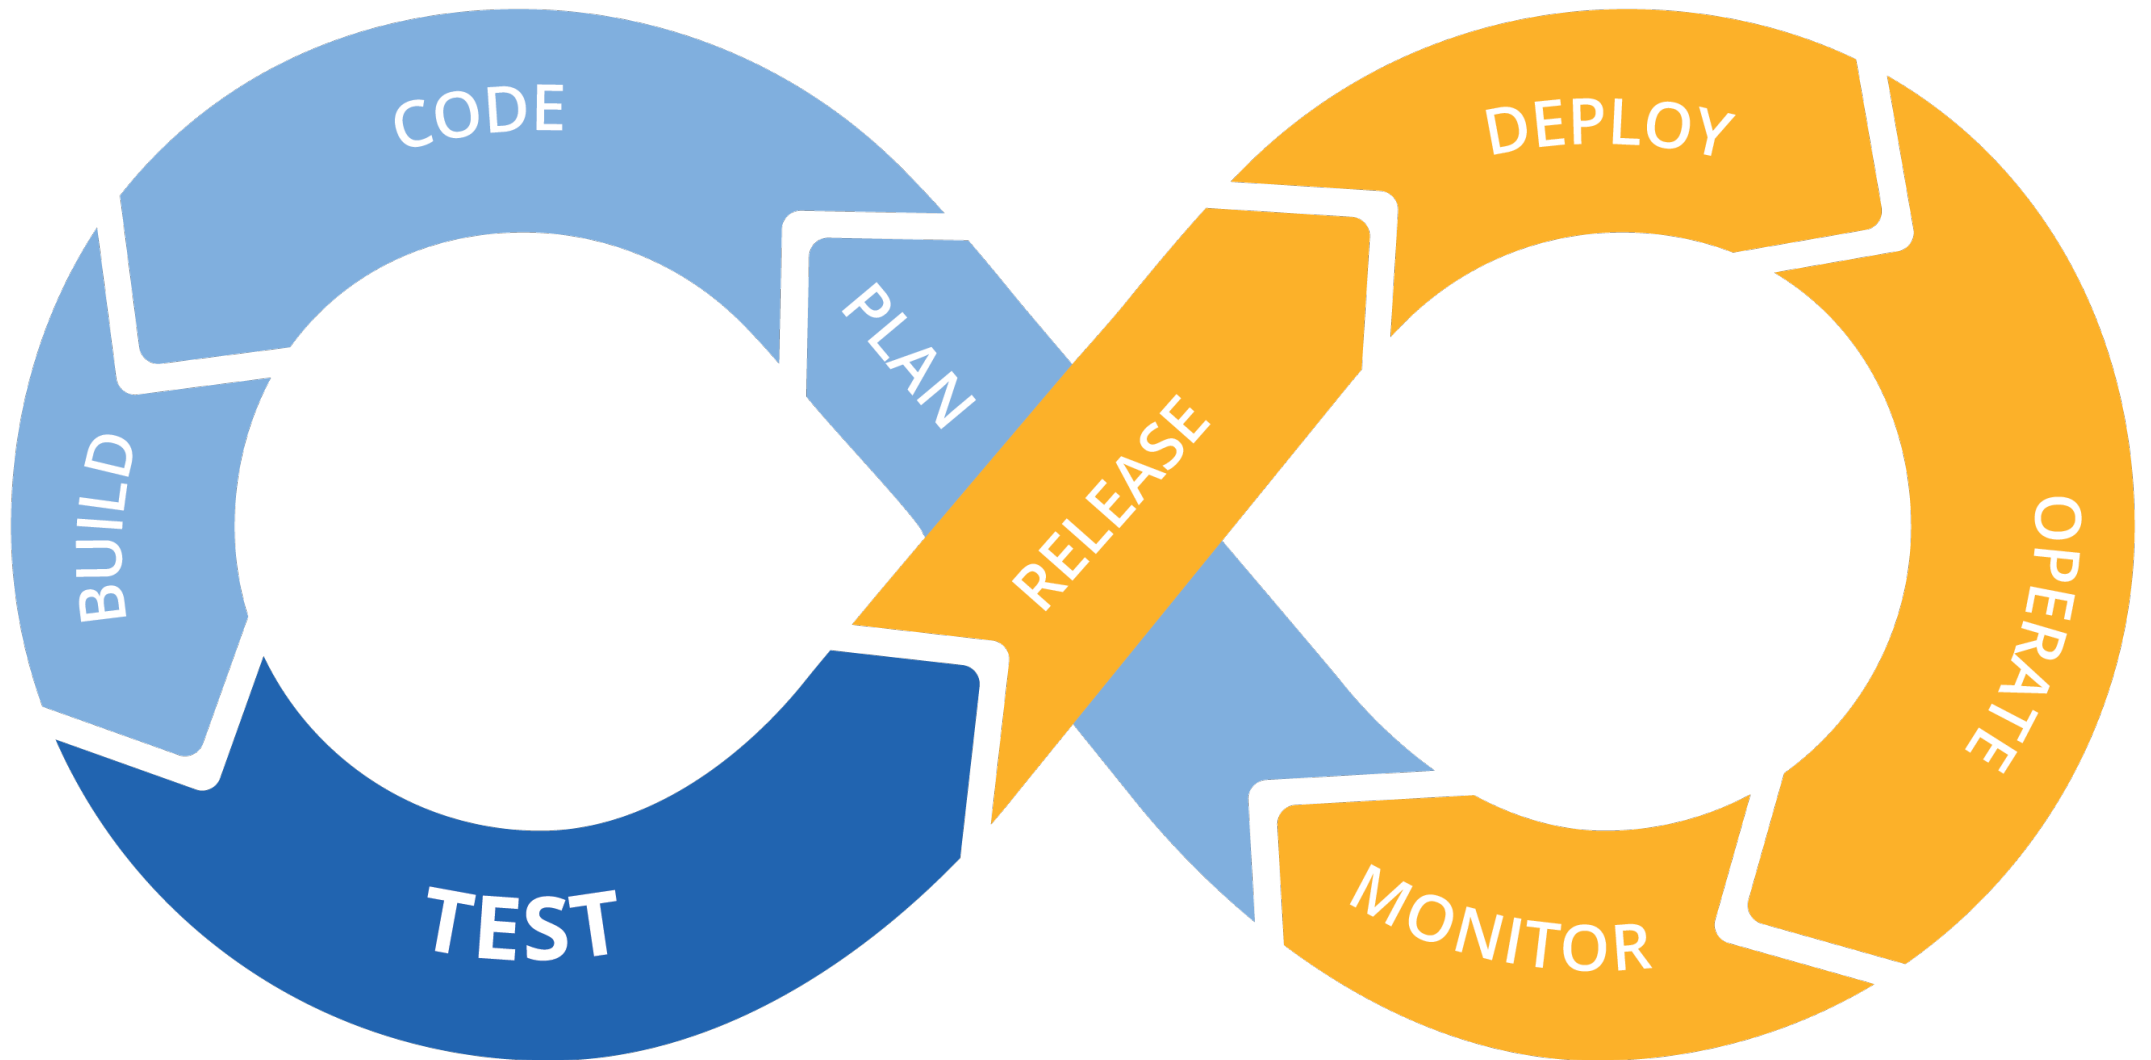 PLAN
CODE
BUILD
TEST
RELEASE
DEPLOY
OPERATE
MONITOR